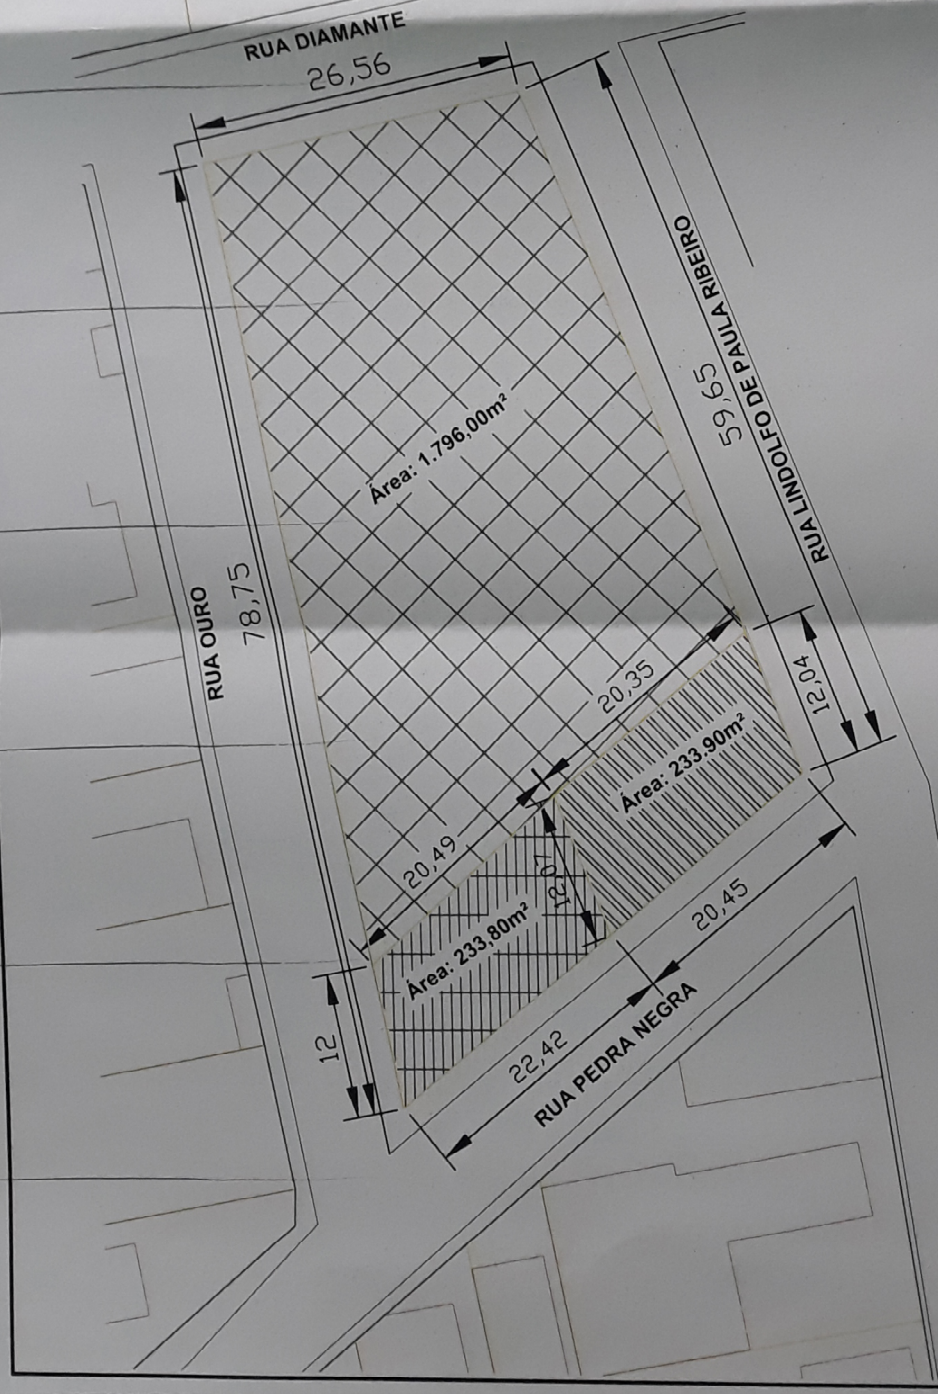 RUA DIAMANTE
26,56
RUA LINDOLFO DE PAULA RIBEIRO
59,65
Área: 1.796,00m²
RUA OURO
78,75
20,35
12,04
Área: 233.90m²
20,49
12,07
Área: 233,80m²
20,45
12
22,42
RUA PEDRA NEGRA